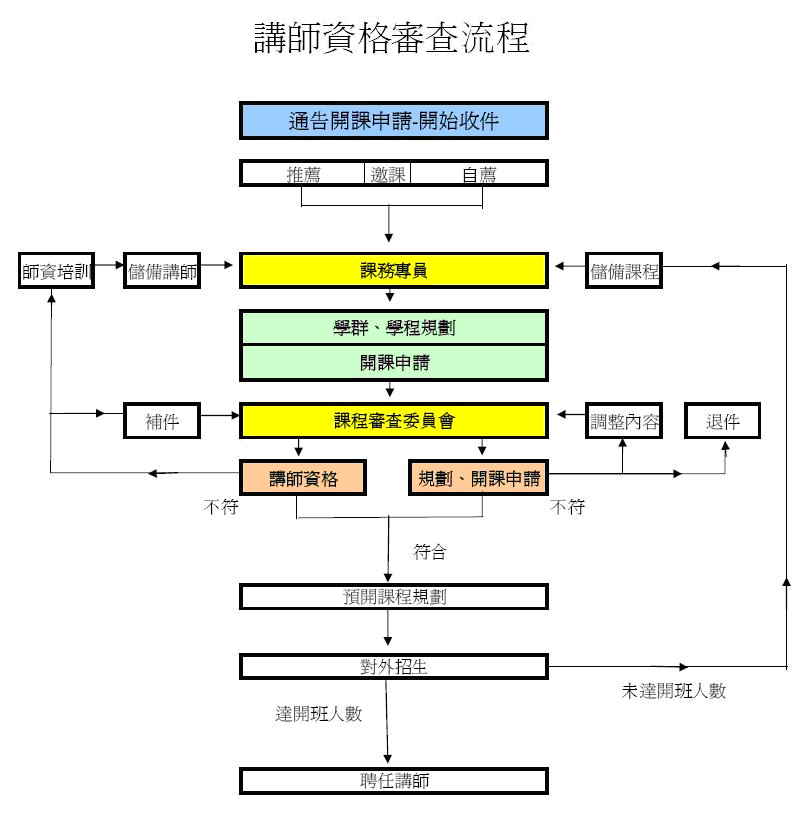 講師資格審查流程
通告開課申請-開始收件
推薦 邀課 自薦
師資培訓 儲備講師 課務專員 儲備課程
學群、學程規劃
開課申請
補件 課程審查委員會 調整內容 退件
講師資格 規劃、開課申請
不符 不符
符合
預開課程規劃
對外招生
未達開班人數
達開班人數
聘任講師